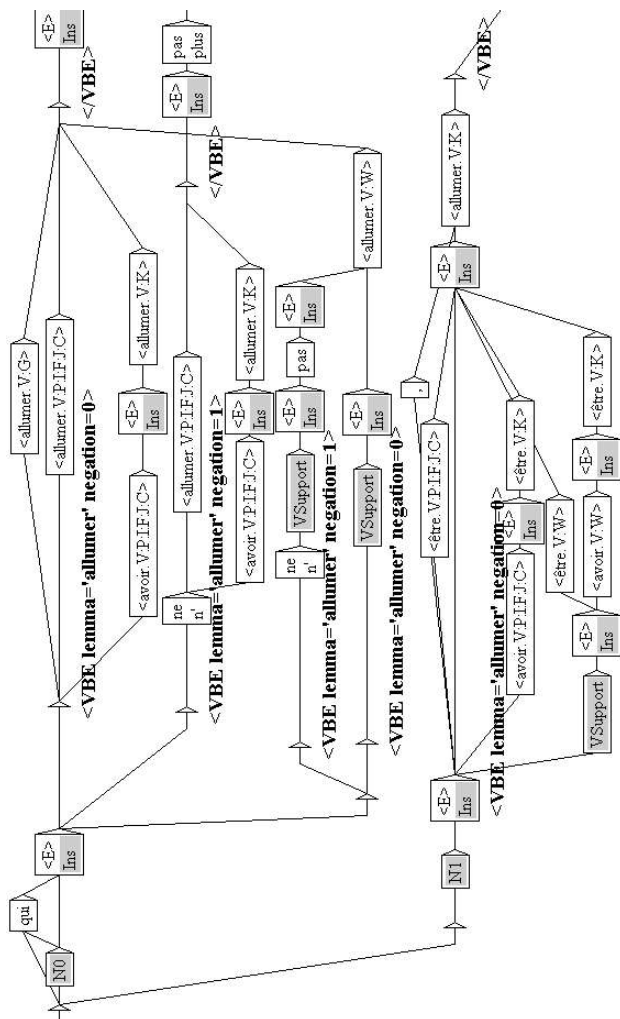 N0
qui
<E>
Ins
<VBE lemma='allumer' negation=0>
<allumer.V:G>
<allumer.V:P:I:F:J:C>
<avoir.V:P:I:F:J:C>
<E>
Ins
<allumer.V:K>
</VBE>
<E>
Ins
<VBE lemma='allumer' negation=1>
ne
n'
<allumer.V:P:I:F:J:C>
<avoir.V:P:I:F:J:C>
<E>
Ins
<allumer.V:K>
</VBE>
<E>
Ins
pas
plus
<VBE lemma='allumer' negation=1>
ne
n'
VSupport
<E>
Ins
pas
<E>
Ins
<allumer.V:W>
<VBE lemma='allumer' negation=0>
VSupport
<E>
Ins
N1
<E>
Ins
<VBE lemma='allumer' negation=0>
,
<être.V:P:I:F:J:C>
<avoir.V:P:I:F:J:C>
<E>
Ins
<être.V:K>
VSupport
<E>
Ins
<être.V:W>
<avoir.V:W>
<E>
Ins
<être.V:K>
<E>
Ins
<allumer.V:K>
</VBE>